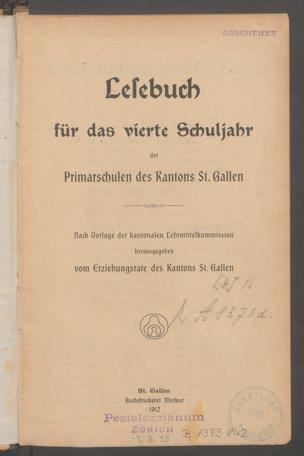 GESCHENKT
Lesebuch
für das vierte Schuljahr
der
Primarschulen des Kantons St. Gallen
Nach Vorlage der kantonalen Lehrmittelkommission
herausgegeben
vom Erziehungsrate des Kantons St. Gallen
St. Gallen
Buchdruckerei Merkur
1912
Pestalozzianum
ZÜRICH